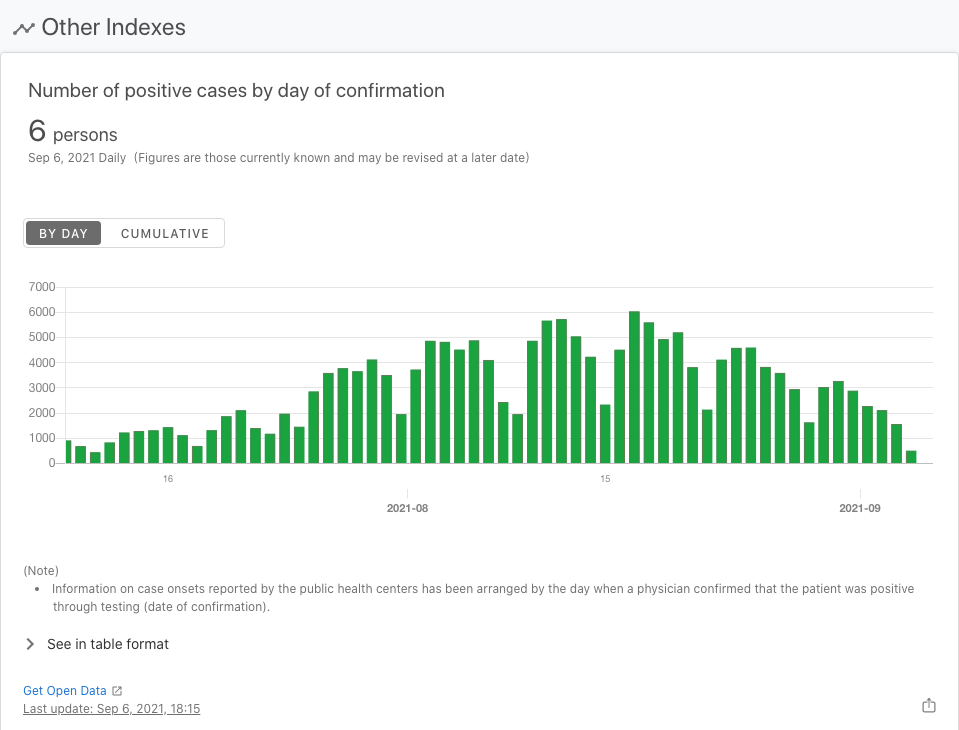 Other Indexes
Number of positive cases by day of confirmation
6 persons
Sep 6, 2021 Daily (Figures are those currently known and may be revised at a later date)
BY DAY CUMULATIVE
7000
6000
5000
4000
3000
2000
1000
0
16 15
2021-08 2021-09
(Note)
• Information on case onsets reported by the public health centers has been arranged by the day when a physician confirmed that the patient was positive
through testing (date of confirmation).
See in table format
Get Open Data
Last update: Sep 6, 2021, 18:15